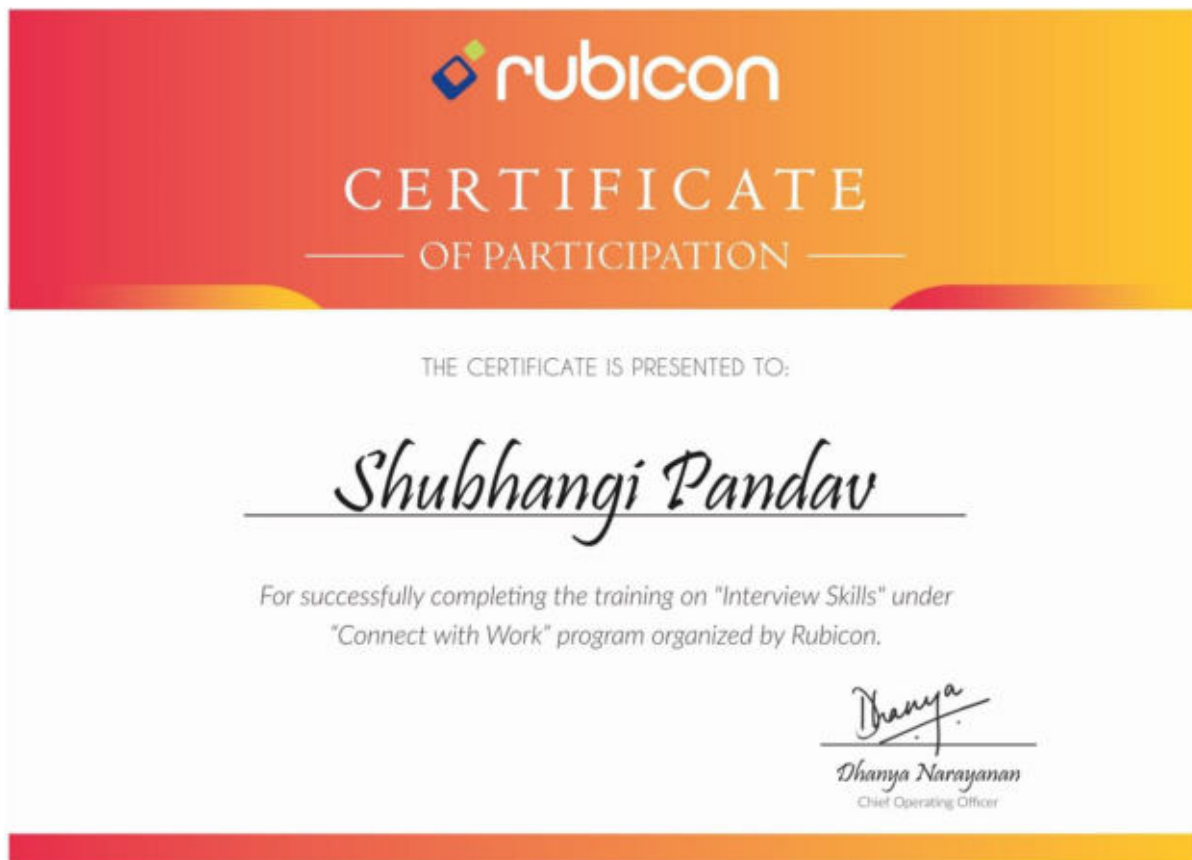 rubicon
CERTIFICATE
OF PARTICIPATION
THE CERTIFICATE IS PRESENTED TO:
Shubhangi Pandav
For successfully completing the training on "Interview Skills" under
"Connect with Work" program organized by Rubicon.
Dhanya
Dhanya Narayanan
Chief Operating Officer